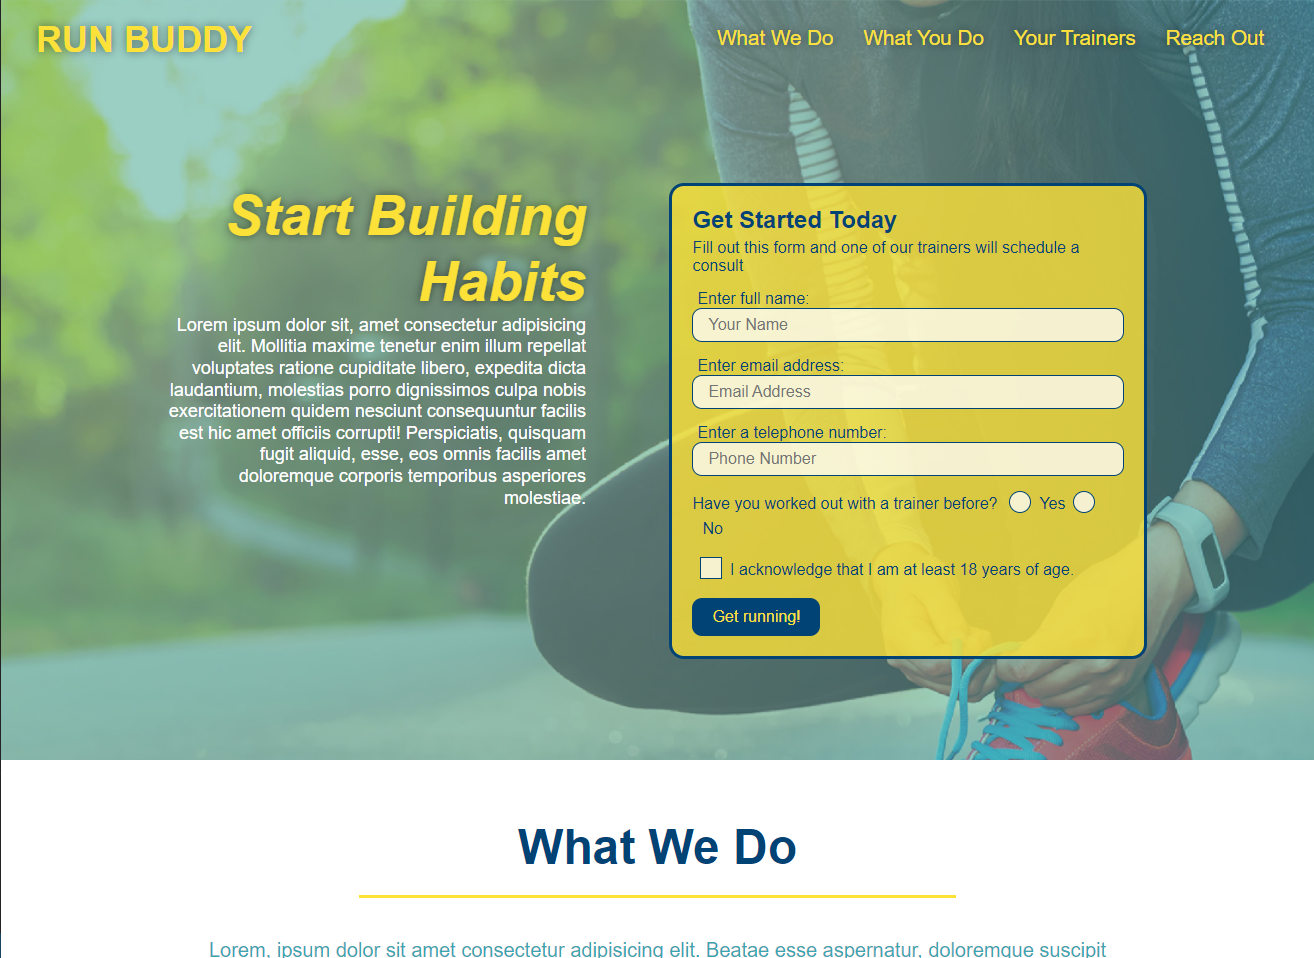 RUN BUDDY
What We Do
What You Do
Your Trainers
Reach Out
Start Building
Habits
Lorem ipsum dolor sit, amet consectetur adipisicing
elit. Mollitia maxime tenetur enim illum repellat
voluptates ratione cupiditate libero, expedita dicta
laudantium, molestias porro dignissimos culpa nobis
exercitationem quidem nesciunt consequuntur facilis
est hic amet officiis corrupti! Perspiciatis, quisquam
fugit aliquid, esse, eos omnis facilis amet
doloremque corporis temporibus asperiores
molestiae.
Get Started Today
Fill out this form and one of our trainers will schedule a
consult
Enter full name:
Your Name
Enter email address:
Email Address
Enter a telephone number:
Phone Number
Have you worked out with a trainer before? Yes
No
I acknowledge that I am at least 18 years of age.
Get running!
What We Do
Lorem, ipsum dolor sit amet consectetur adipisicing elit. Beatae esse aspernatur, doloremque suscipit